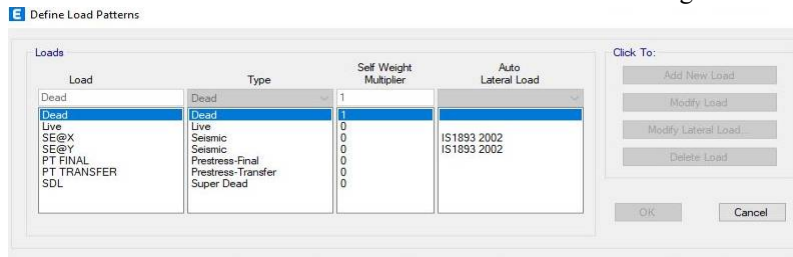 E Define Load Patterns
Loads
Click To:
Load Type Self Weight Multiplier Auto Lateral Load
Dead Dead 1
Dead Dead 1
Live Live 0
SE@X Seismic 0 IS1893 2002
SE@Y Seismic 0 IS1893 2002
PT FINAL Prestress-Final 0
PT TRANSFER Prestress-Transfer 0
SDL Super Dead 0
Add New Load
Modify Load
Modify Lateral Load...
Delete Load
OK Cancel